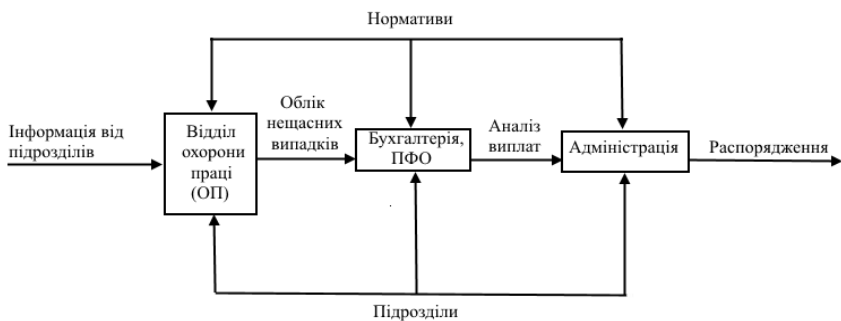 Нормативи
Інформація від
підрозділів
Відділ
охорони
праці
(ОП)
Облік
нещасних
випадків
Бухгалтерія,
ПФО
Аналіз
виплат
Адміністрація
Распорядження
Підрозділи